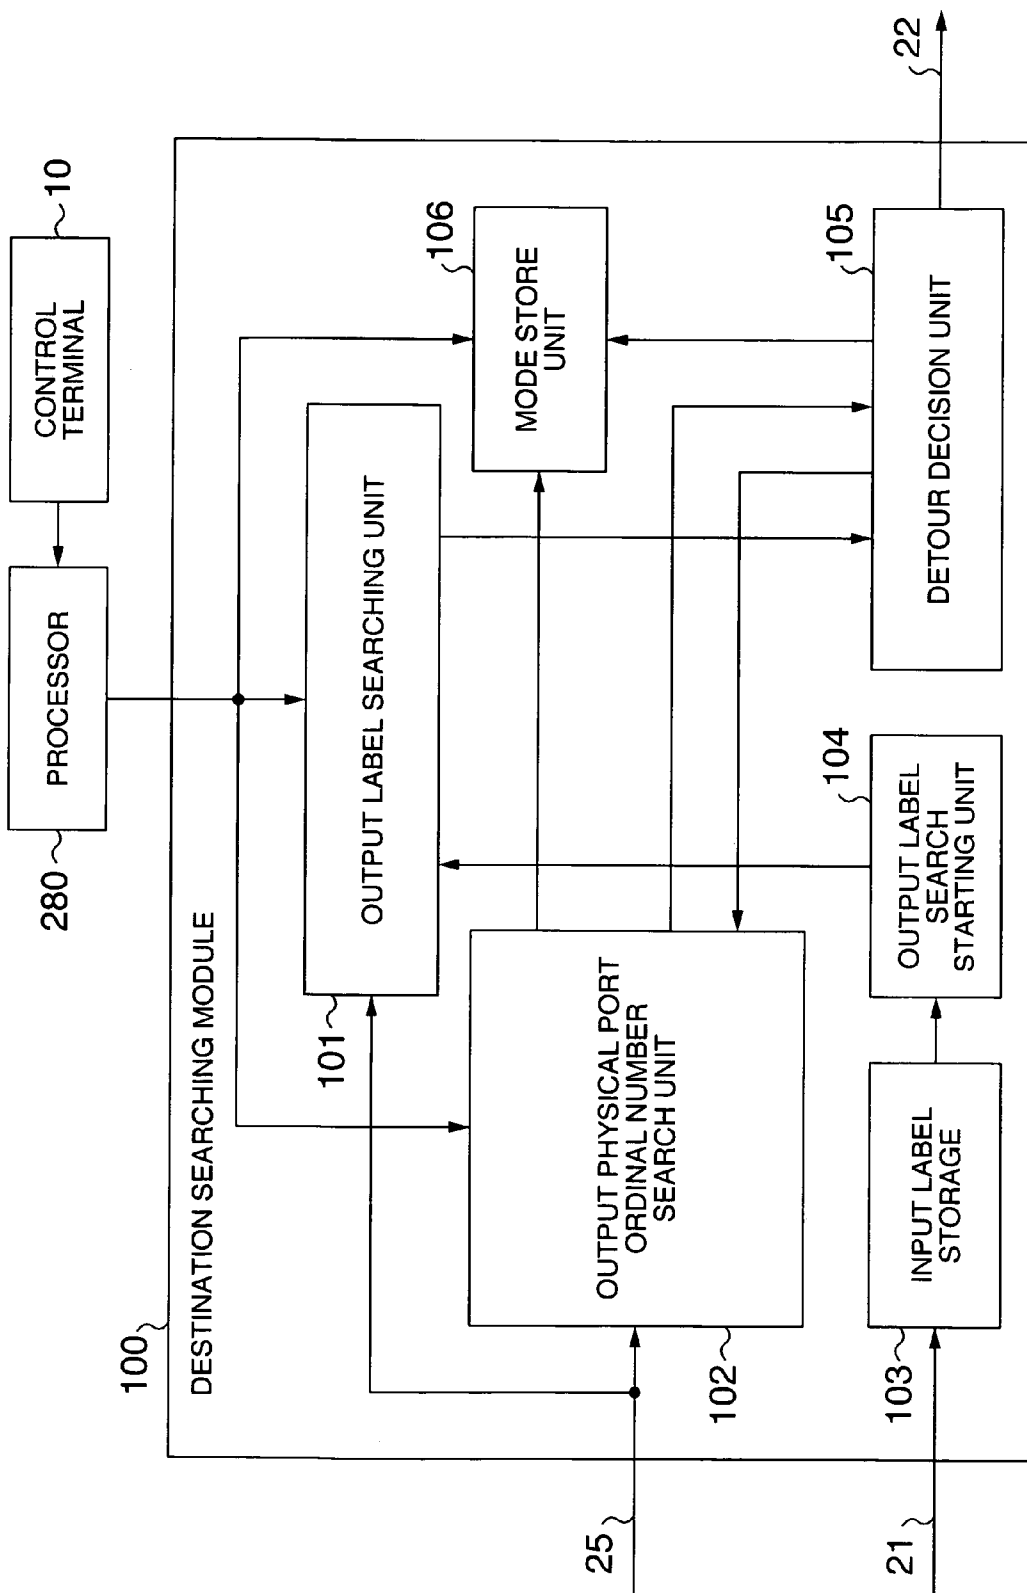 10
CONTROL
TERMINAL
PROCESSOR
280
100
DESTINATION SEARCHING MODULE
OUTPUT LABEL SEARCHING UNIT
101
106
MODE STORE
UNIT
OUTPUT PHYSICAL PORT
ORDINAL NUMBER
SEARCH UNIT
102
25
INPUT LABEL
STORAGE
103
21
OUTPUT LABEL
SEARCH
STARTING UNIT
104
DETOUR DECISION UNIT
105
22